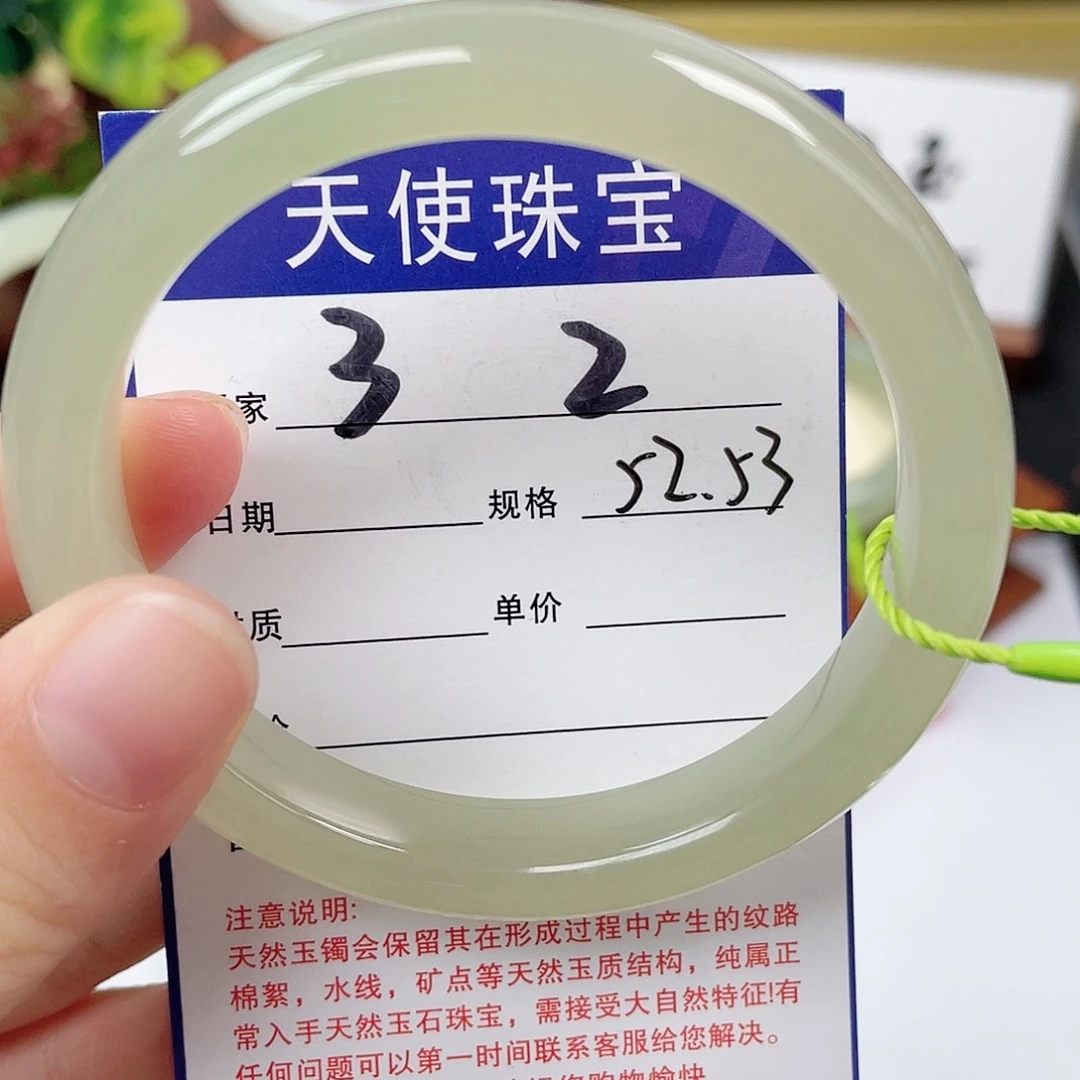 天使珠宝
家 3 2
日期 规格 52.53
质 单价
注意说明:
天然玉镯会保留其在形成过程中产生的纹路
棉絮，水线，矿点等天然玉质结构，纯属正
常入手天然玉石珠宝，需接受大自然特征!有
任何问题可以第一时间联系客服给您解决。
购物愉快